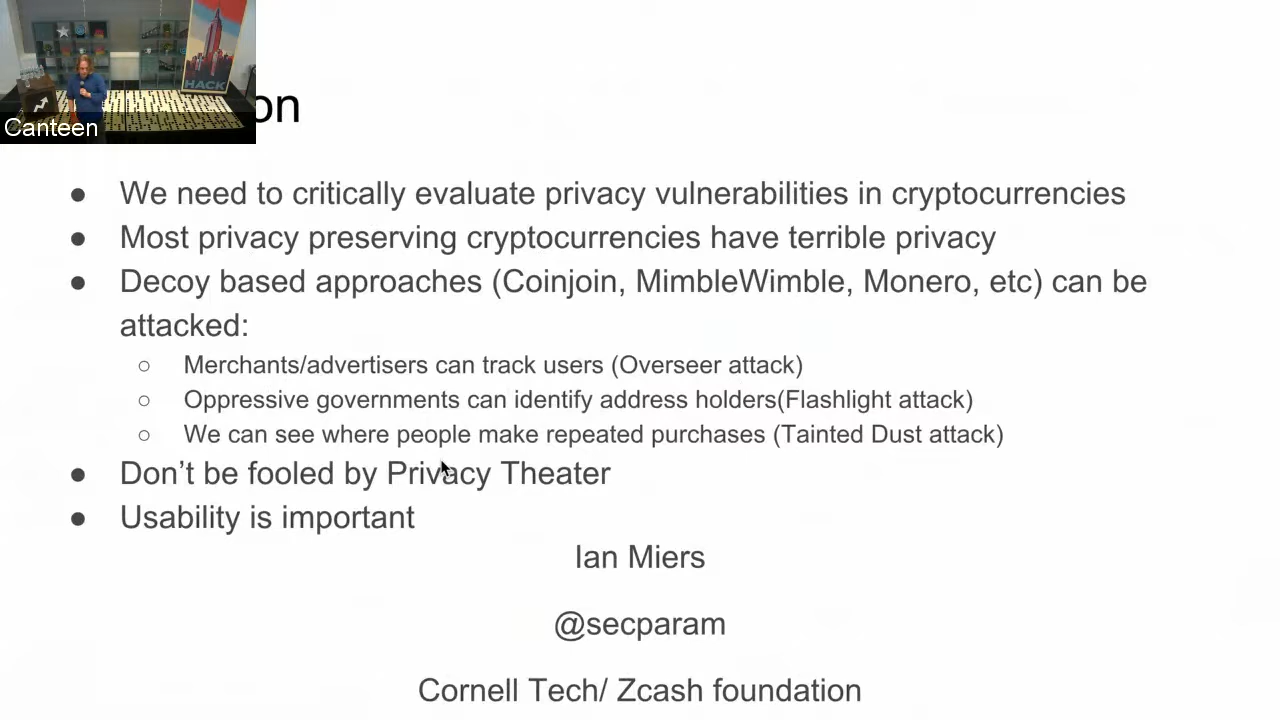 HACK
Canteen
on
● We need to critically evaluate privacy vulnerabilities in cryptocurrencies
● Most privacy preserving cryptocurrencies have terrible privacy
● Decoy based approaches (Coinjoin, MimbleWimble, Monero, etc) can be
attacked:
○ Merchants/advertisers can track users (Overseer attack)
○ Oppressive governments can identify address holders(Flashlight attack)
○ We can see where people make repeated purchases (Tainted Dust attack)
● Don’t be fooled by Privacy Theater
● Usability is important
Ian Miers
@secparam
Cornell Tech/ Zcash foundation